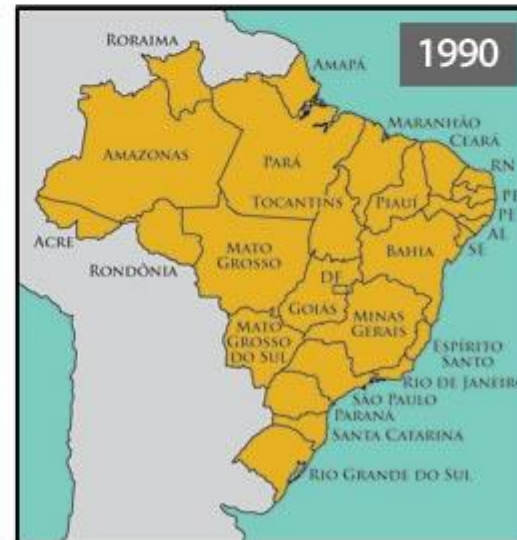 1990
RORAIMA
AMAPÁ
MARANHÃO
CEARÁ
RN
AMAZONAS
PARÁ
TOCANTINS
PIAUÍ
PE
AL
SE
ACRE
RONDÔNIA
MATO
GROSSO
BAHIA
DF
GOIÁS
MINAS
GERAIS
MATO
GROSSO
DO SUL
ESPÍRITO
SANTO
RIO DE JANEIRO
SÃO PAULO
PARANÁ
SANTA CATARINA
RIO GRANDE DO SUL